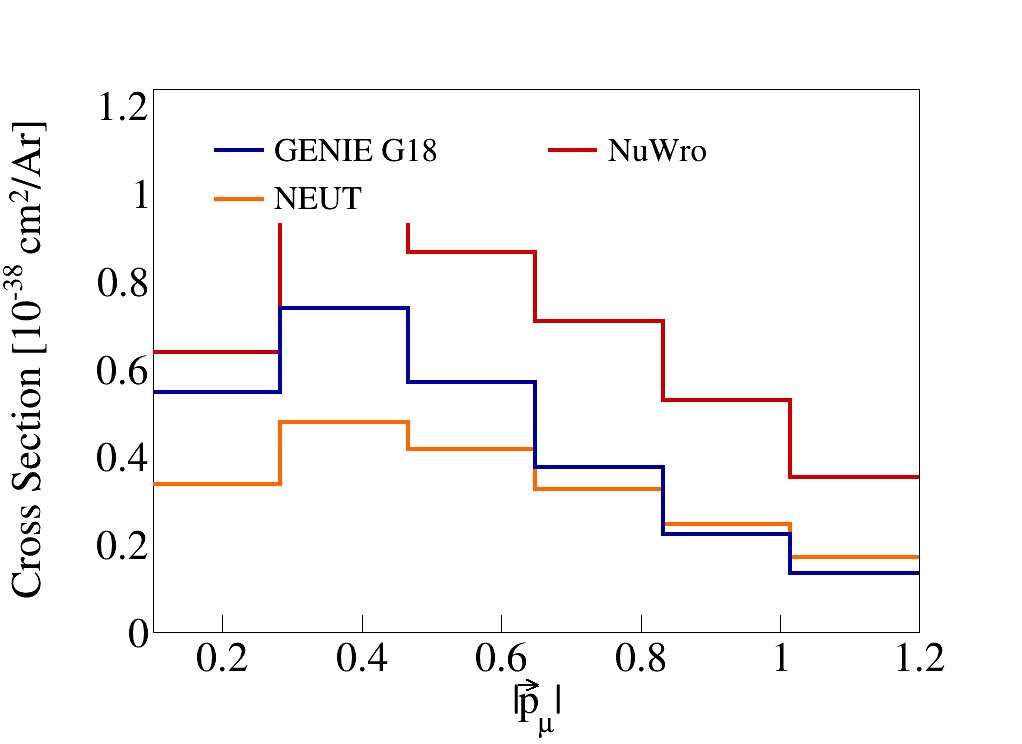 1.2
1
0.8
0.6
0.4
0.2
0
Cross Section [10⁻³⁸ cm²/Ar]
GENIE G18
NuWro
NEUT
0.2 0.4 0.6 0.8 1 1.2
|p⃗μ|